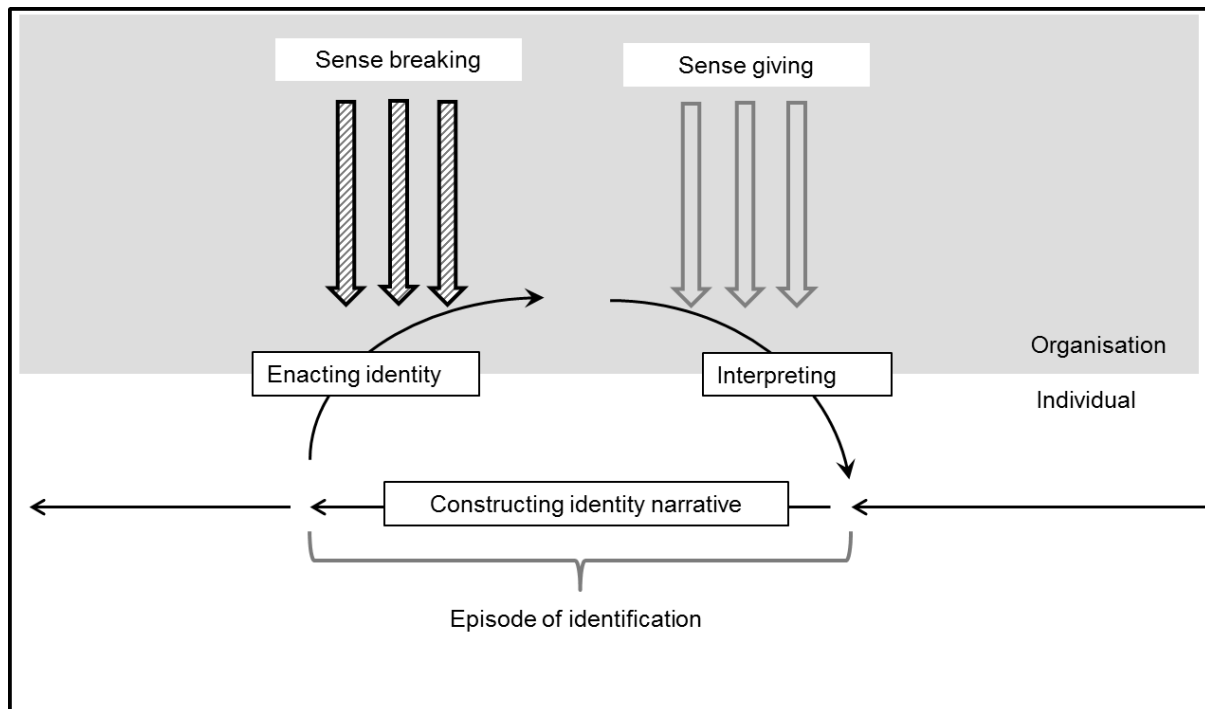 Sense breaking
Sense giving
Organisation
Enacting identity
Interpreting
Individual
Constructing identity narrative
Episode of identification